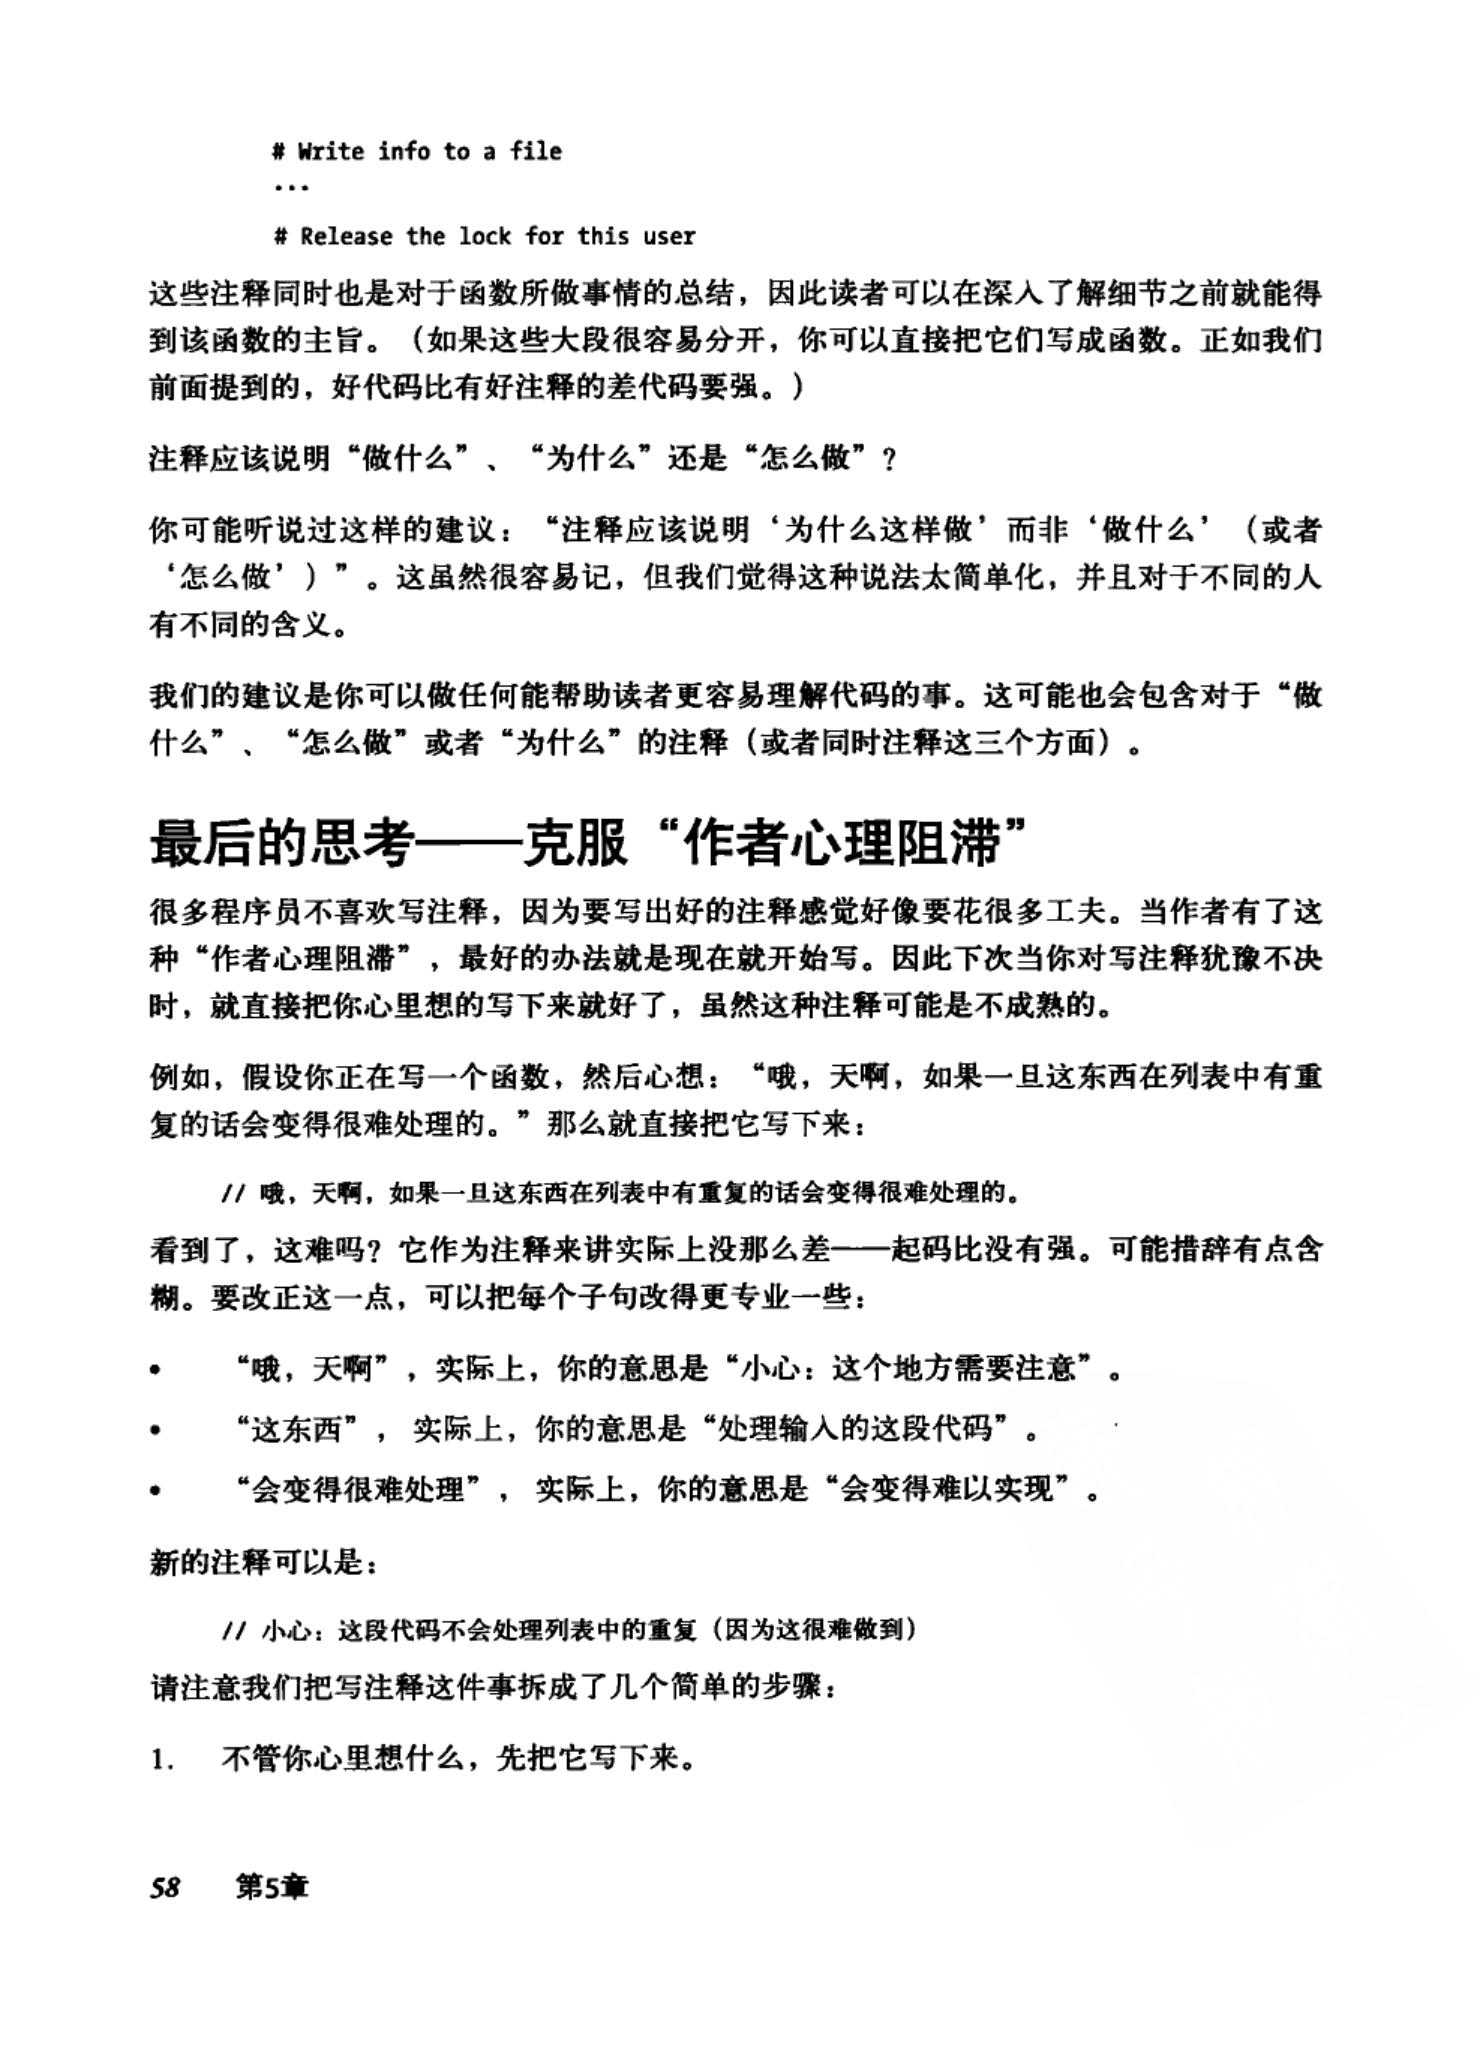 # Write info to a file
...
# Release the lock for this user
这些注释同时也是对于函数所做事情的总结，因此读者可以在深入了解细节之前就能得
到该函数的主旨。（如果这些大段很容易分开，你可以直接把它们写成函数。正如我们
前面提到的，好代码比有好注释的差代码要强。）
注释应该说明“做什么”、“为什么”还是“怎么做”？
你可能听说过这样的建议：“注释应该说明‘为什么这样做’而非‘做什么’（或者
‘怎么做’）”。这虽然很容易记，但我们觉得这种说法太简单化，并且对于不同的人
有不同的含义。
我们的建议是你可以做任何能帮助读者更容易理解代码的事。这可能也会包含对于“做
什么”、“怎么做”或者“为什么”的注释（或者同时注释这三个方面）。
最后的思考——克服“作者心理阻滞”
很多程序员不喜欢写注释，因为要写出好的注释感觉好像要花很多工夫。当作者有了这
种“作者心理阻滞”，最好的办法就是现在就开始写。因此下次当你对写注释犹豫不决
时，就直接把你心里想的写下来就好了，虽然这种注释可能是不成熟的。
例如，假设你正在写一个函数，然后心想：“哦，天啊，如果一旦这东西在列表中有重
复的话会变得很难处理的。”那么就直接把它写下来：
// 哦，天啊，如果一旦这东西在列表中有重复的话会变得很难处理的。
看到了，这难吗？它作为注释来讲实际上没那么差——起码比没有强。可能措辞有点含
糊。要改正这一点，可以把每个子句改得更专业一些：
• “哦，天啊”，实际上，你的意思是“小心：这个地方需要注意”。
• “这东西”， 实际上，你的意思是“处理输入的这段代码”。
• “会变得很难处理”， 实际上，你的意思是“会变得难以实现”。
新的注释可以是：
// 小心：这段代码不会处理列表中的重复（因为这很难做到）
请注意我们把写注释这件事拆成了几个简单的步骤：
1. 不管你心里想什么，先把它写下来。
58 第5章